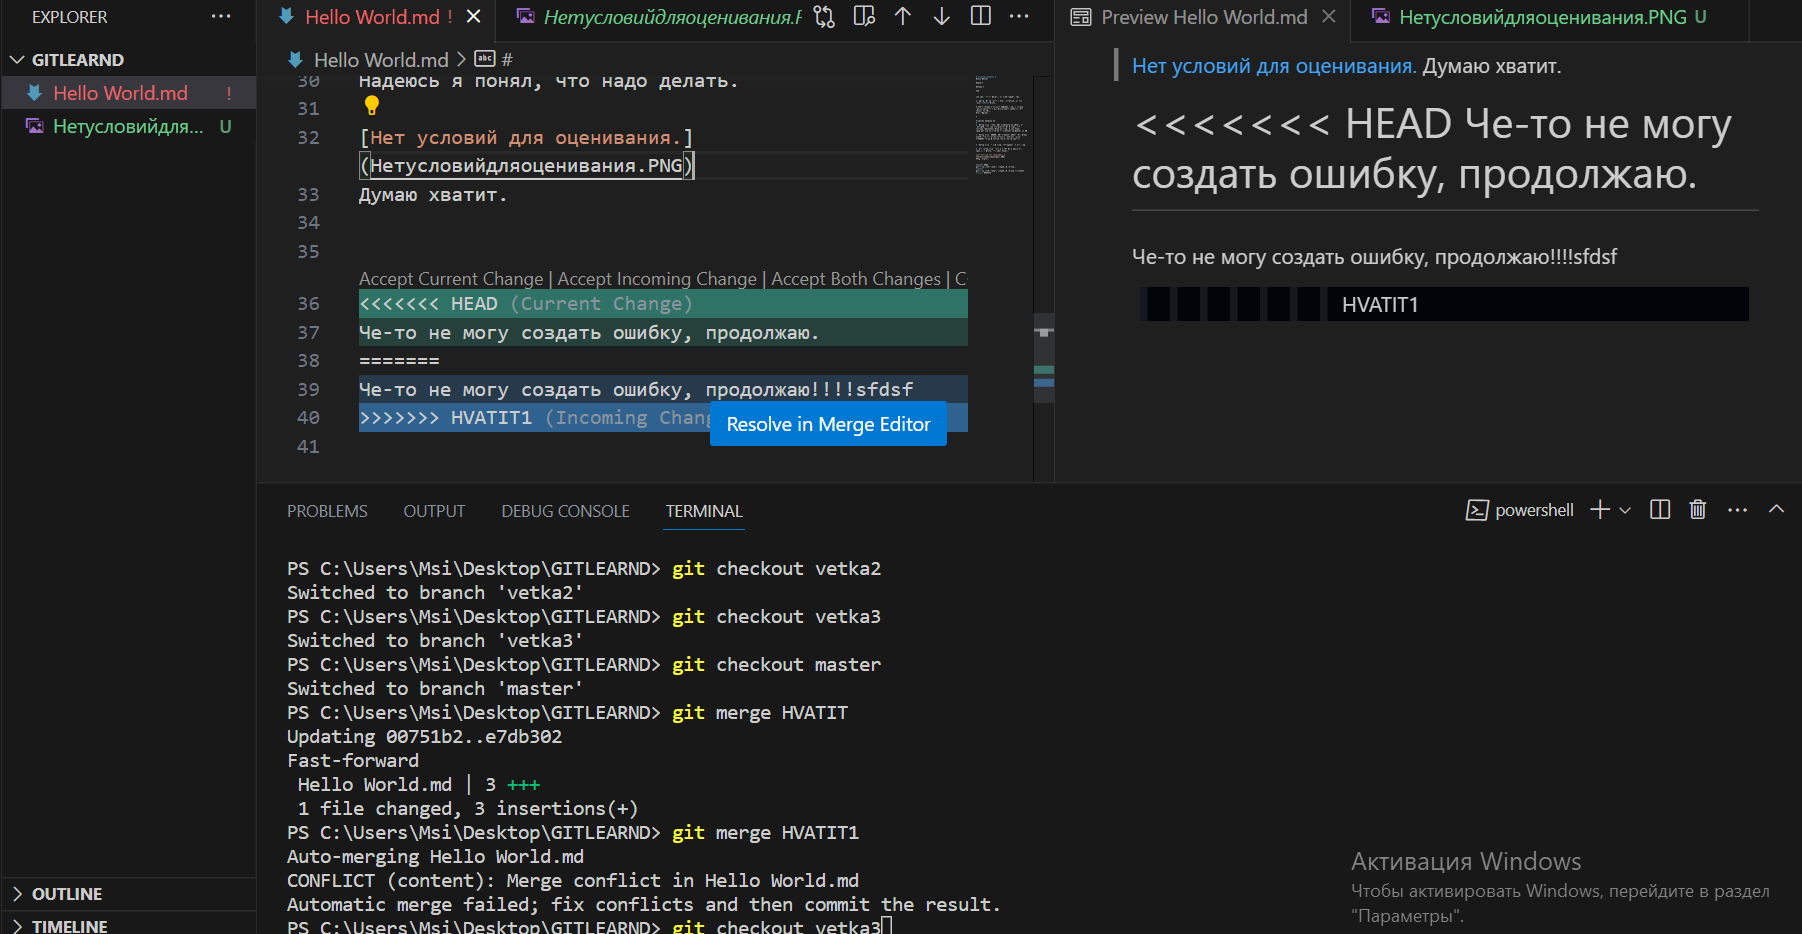 EXPLORER
GITLEARND
Hello World.md !
Нетусловийдля... U
OUTLINE
TIMELINE
Hello World.md !
Нетусловийдляоценивания.F
Hello World.md > abc #
30 Надеюсь я понял, что надо делать.
31
32 [Нет условий для оценивания.]
(Нетусловийдляоценивания.PNG)
33 Думаю хватит.
34
35
Accept Current Change | Accept Incoming Change | Accept Both Changes | C
36 <<<<<<< HEAD (Current Change)
37 Че-то не могу создать ошибку, продолжаю.
38 =======
39 Че-то не могу создать ошибку, продолжаю!!!!sfdsf
40 >>>>>>> HVATIT1 (Incoming Chang
41
Resolve in Merge Editor
Preview Hello World.md
Нетусловийдляоценивания.PNG U
Нет условий для оценивания. Думаю хватит.
<<<<<<< HEAD Че-то не могу
создать ошибку, продолжаю.
Че-то не могу создать ошибку, продолжаю!!!!sfdsf
HVATIT1
PROBLEMS OUTPUT DEBUG CONSOLE TERMINAL
powershell
PS C:\Users\Msi\Desktop\GITLEARND> git checkout vetka2
Switched to branch 'vetka2'
PS C:\Users\Msi\Desktop\GITLEARND> git checkout vetka3
Switched to branch 'vetka3'
PS C:\Users\Msi\Desktop\GITLEARND> git checkout master
Switched to branch 'master'
PS C:\Users\Msi\Desktop\GITLEARND> git merge HVATIT
Updating 00751b2..e7db302
Fast-forward
Hello World.md | 3 +++
1 file changed, 3 insertions(+)
PS C:\Users\Msi\Desktop\GITLEARND> git merge HVATIT1
Auto-merging Hello World.md
CONFLICT (content): Merge conflict in Hello World.md
Automatic merge failed; fix conflicts and then commit the result.
PS C:\Users\Msi\Desktop\GITLEARND> git checkout vetka3
Активация Windows
Чтобы активировать Windows, перейдите в раздел
"Параметры".